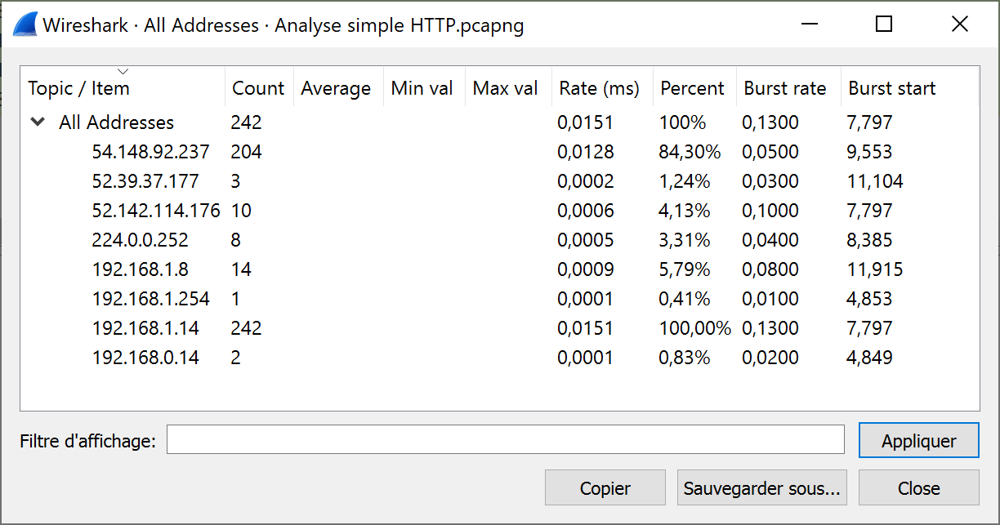 Wireshark · All Addresses · Analyse simple HTTP.pcapng
Topic / Item Count Average Min val Max val Rate (ms) Percent Burst rate Burst start
All Addresses 242 0,0151 100% 0,1300 7,797
54.148.92.237 204 0,0128 84,30% 0,0500 9,553
52.39.37.177 3 0,0002 1,24% 0,0300 11,104
52.142.114.176 10 0,0006 4,13% 0,1000 7,797
224.0.0.252 8 0,0005 3,31% 0,0400 8,385
192.168.1.8 14 0,0009 5,79% 0,0800 11,915
192.168.1.254 1 0,0001 0,41% 0,0100 4,853
192.168.1.14 242 0,0151 100,00% 0,1300 7,797
192.168.0.14 2 0,0001 0,83% 0,0200 4,849
Filtre d'affichage: Appliquer
Copier Sauvegarder sous... Close